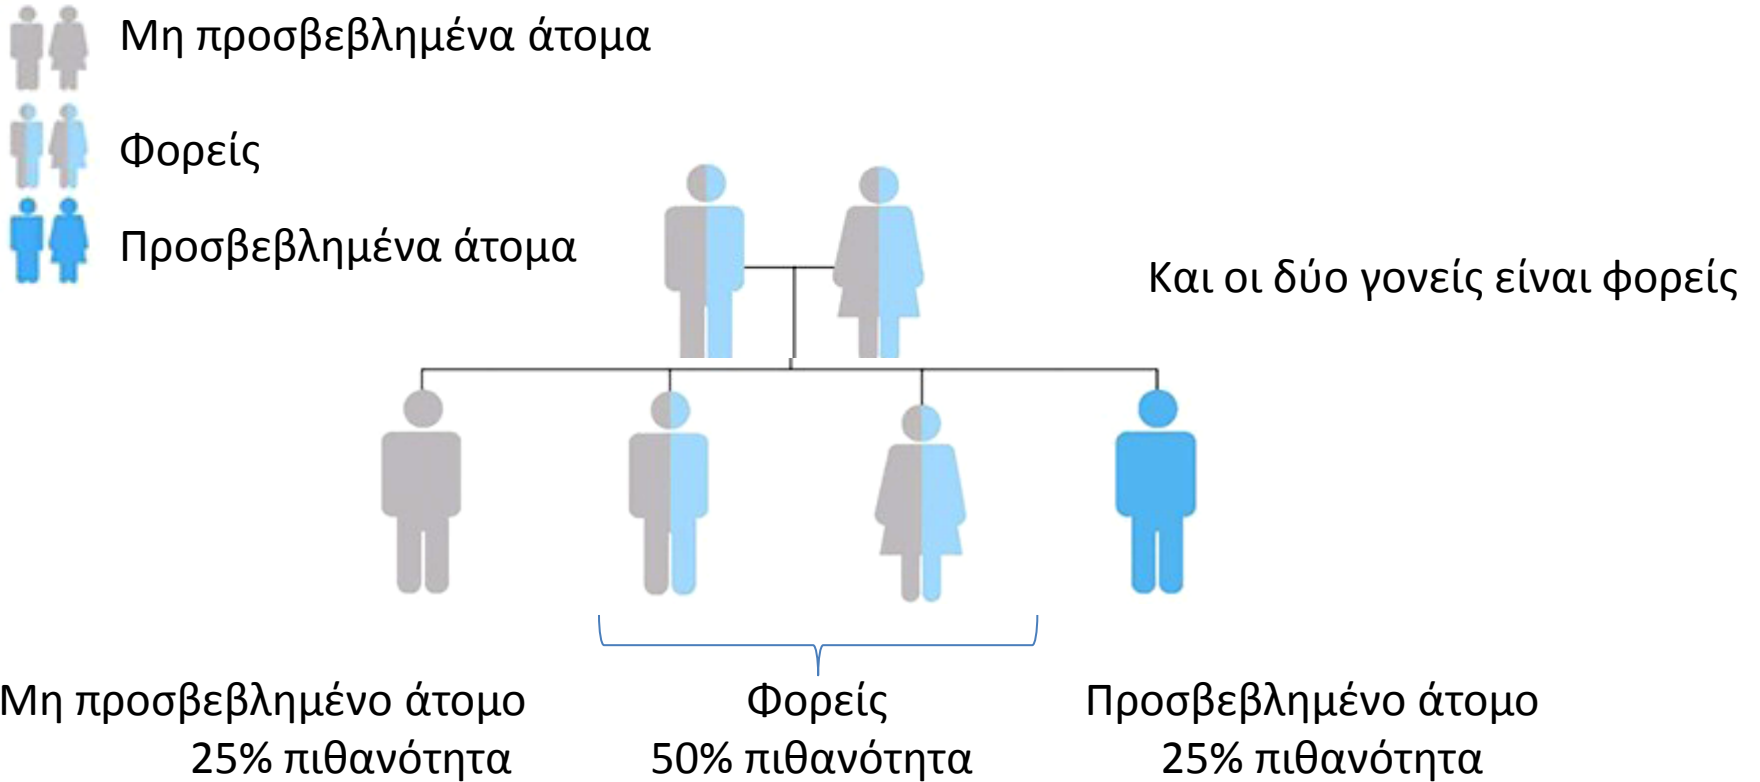 Μη προσβεβλημένα άτομα
Φορείς
Προσβεβλημένα άτομα
Και οι δύο γονείς είναι φορείς
Μη προσβεβλημένο άτομο
25% πιθανότητα
Φορείς
50% πιθανότητα
Προσβεβλημένο άτομο
25% πιθανότητα